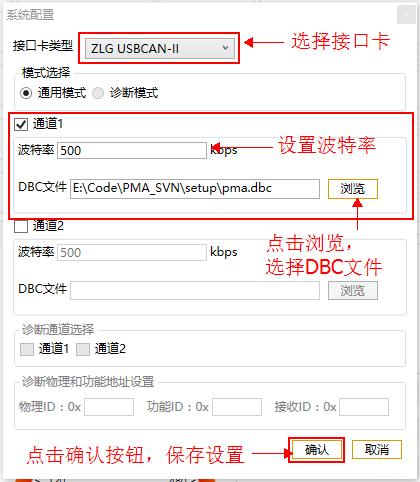 系统配置
接口卡类型 ZLG USBCAN-II 选择接口卡
模式选择
通用模式 诊断模式
通道1
波特率 500 kbps 设置波特率
DBC文件 E:\Code\PMA_SVN\setup\pma.dbc 浏览
点击浏览，
选择DBC文件
通道2
波特率 500 kbps
DBC文件 浏览
诊断通道选择
通道1 通道2
诊断物理和功能地址设置
物理ID：0x 功能ID：0x 接收ID：0x
点击确认按钮，保存设置 确认 取消